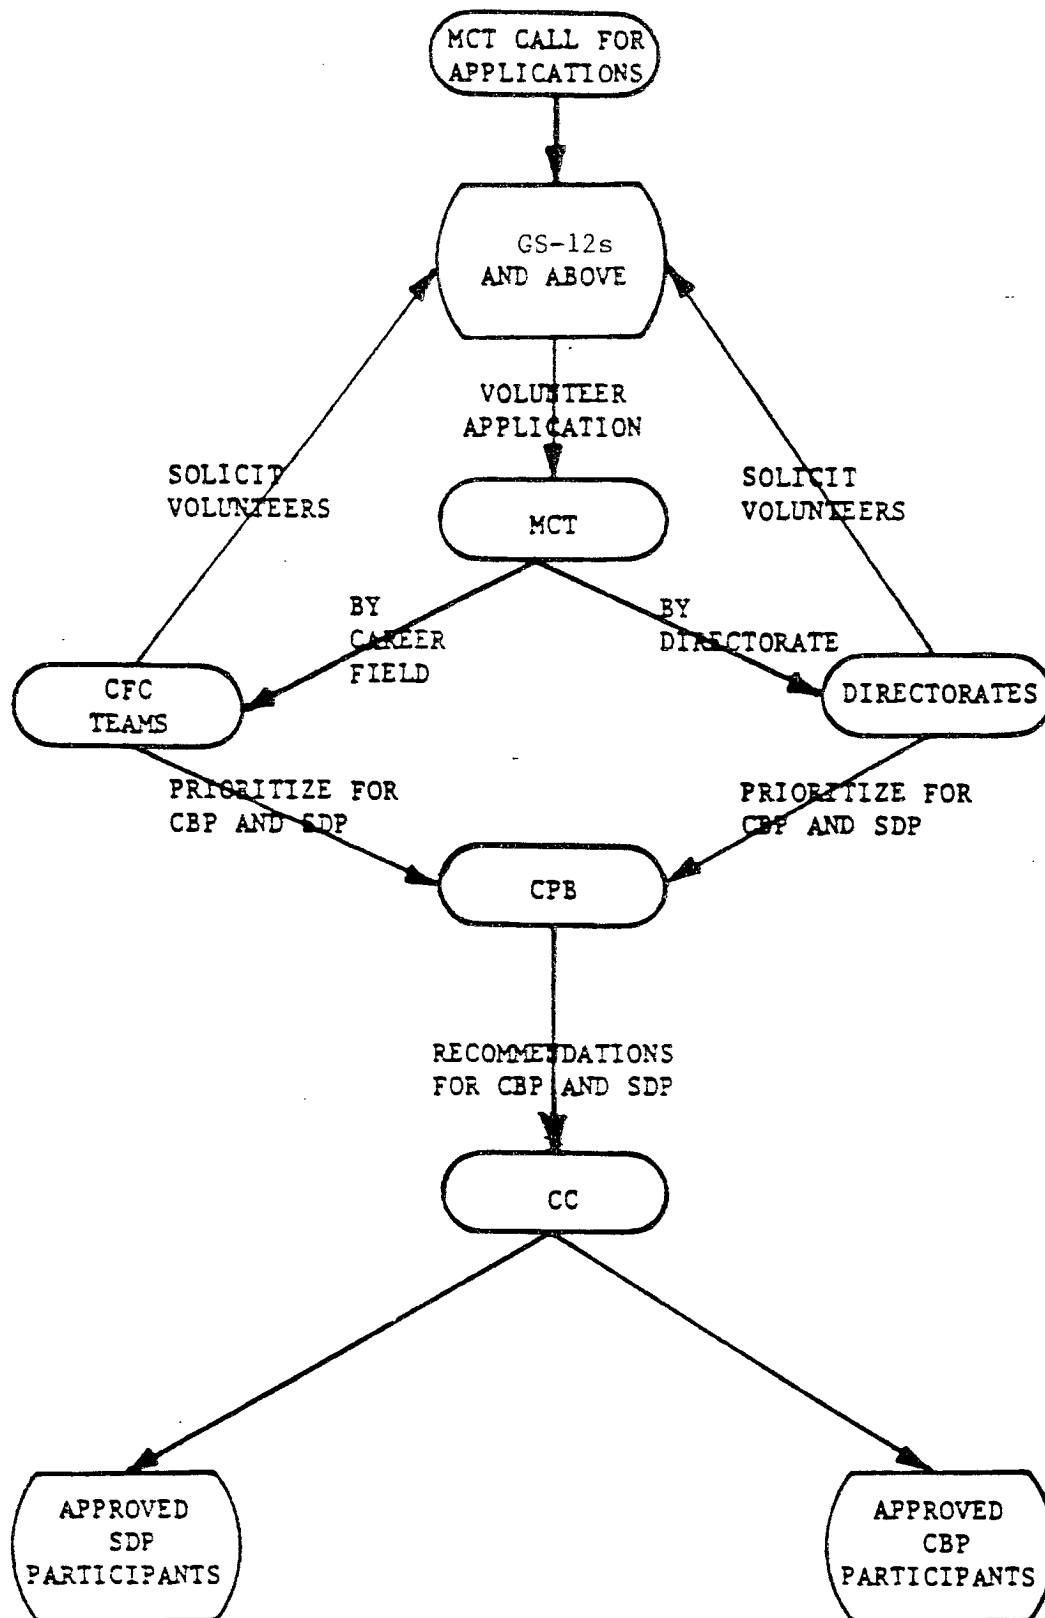 MCT CALL FOR
APPLICATIONS
GS-12s
AND ABOVE
VOLUNTEER
APPLICATION
SOLICIT
VOLUNTEERS
SOLICIT
VOLUNTEERS
MCT
BY
CAREER
FIELD
BY
DIRECTORATE
CFC
TEAMS
DIRECTORATES
PRIORITIZE FOR
CBP AND SDP
PRIORITIZE FOR
CBP AND SDP
CPB
RECOMMENDATIONS
FOR CBP AND SDP
CC
APPROVED
SDP
PARTICIPANTS
APPROVED
CBP
PARTICIPANTS